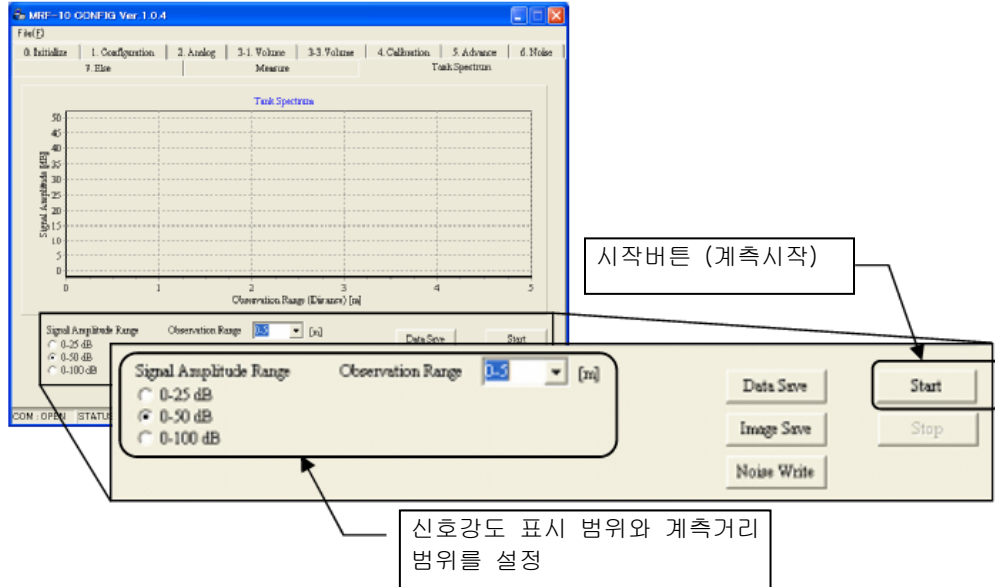 MRF-10 CONFIG Ver.1.0.4
File(F)
0. Initialize 1. Configuration 2. Analog 3-1. Volume 3-3. Volume 4. Calibration 5. Advance 6. Noise
7. Else Measure Tank Spectrum
Tank Spectrum
50
45
40
35
30
25
20
15
10
5
0
Signal Amplitude [dB]
0 1 2 3 4 5
Observation Range (Distance) [m]
Signal Amplitude Range Observation Range 0-5 [m] Data Save Start
0-25 dB
0-50 dB
0-100 dB
COM : OPEN STATU
시작버튼 (계측시작)
Signal Amplitude Range Observation Range 0-5 [m]
0-25 dB Data Save Start
0-50 dB Image Save Stop
0-100 dB
Noise Write
신호강도 표시 범위와 계측거리
범위를 설정